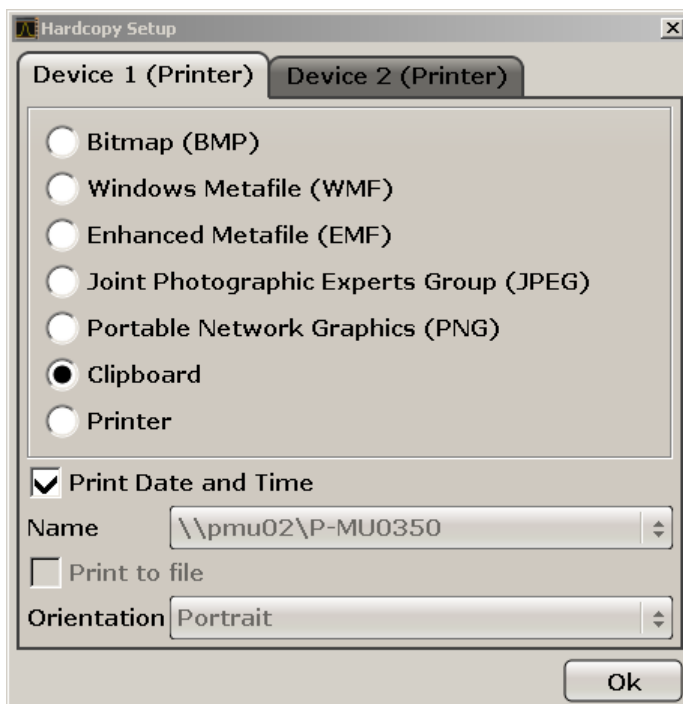 Hardcopy Setup
Device 1 (Printer) Device 2 (Printer)
Bitmap (BMP)
Windows Metafile (WMF)
Enhanced Metafile (EMF)
Joint Photographic Experts Group (JPEG)
Portable Network Graphics (PNG)
Clipboard
Printer
Print Date and Time
Name \\pmu02\P-MU0350
Print to file
Orientation Portrait
Ok